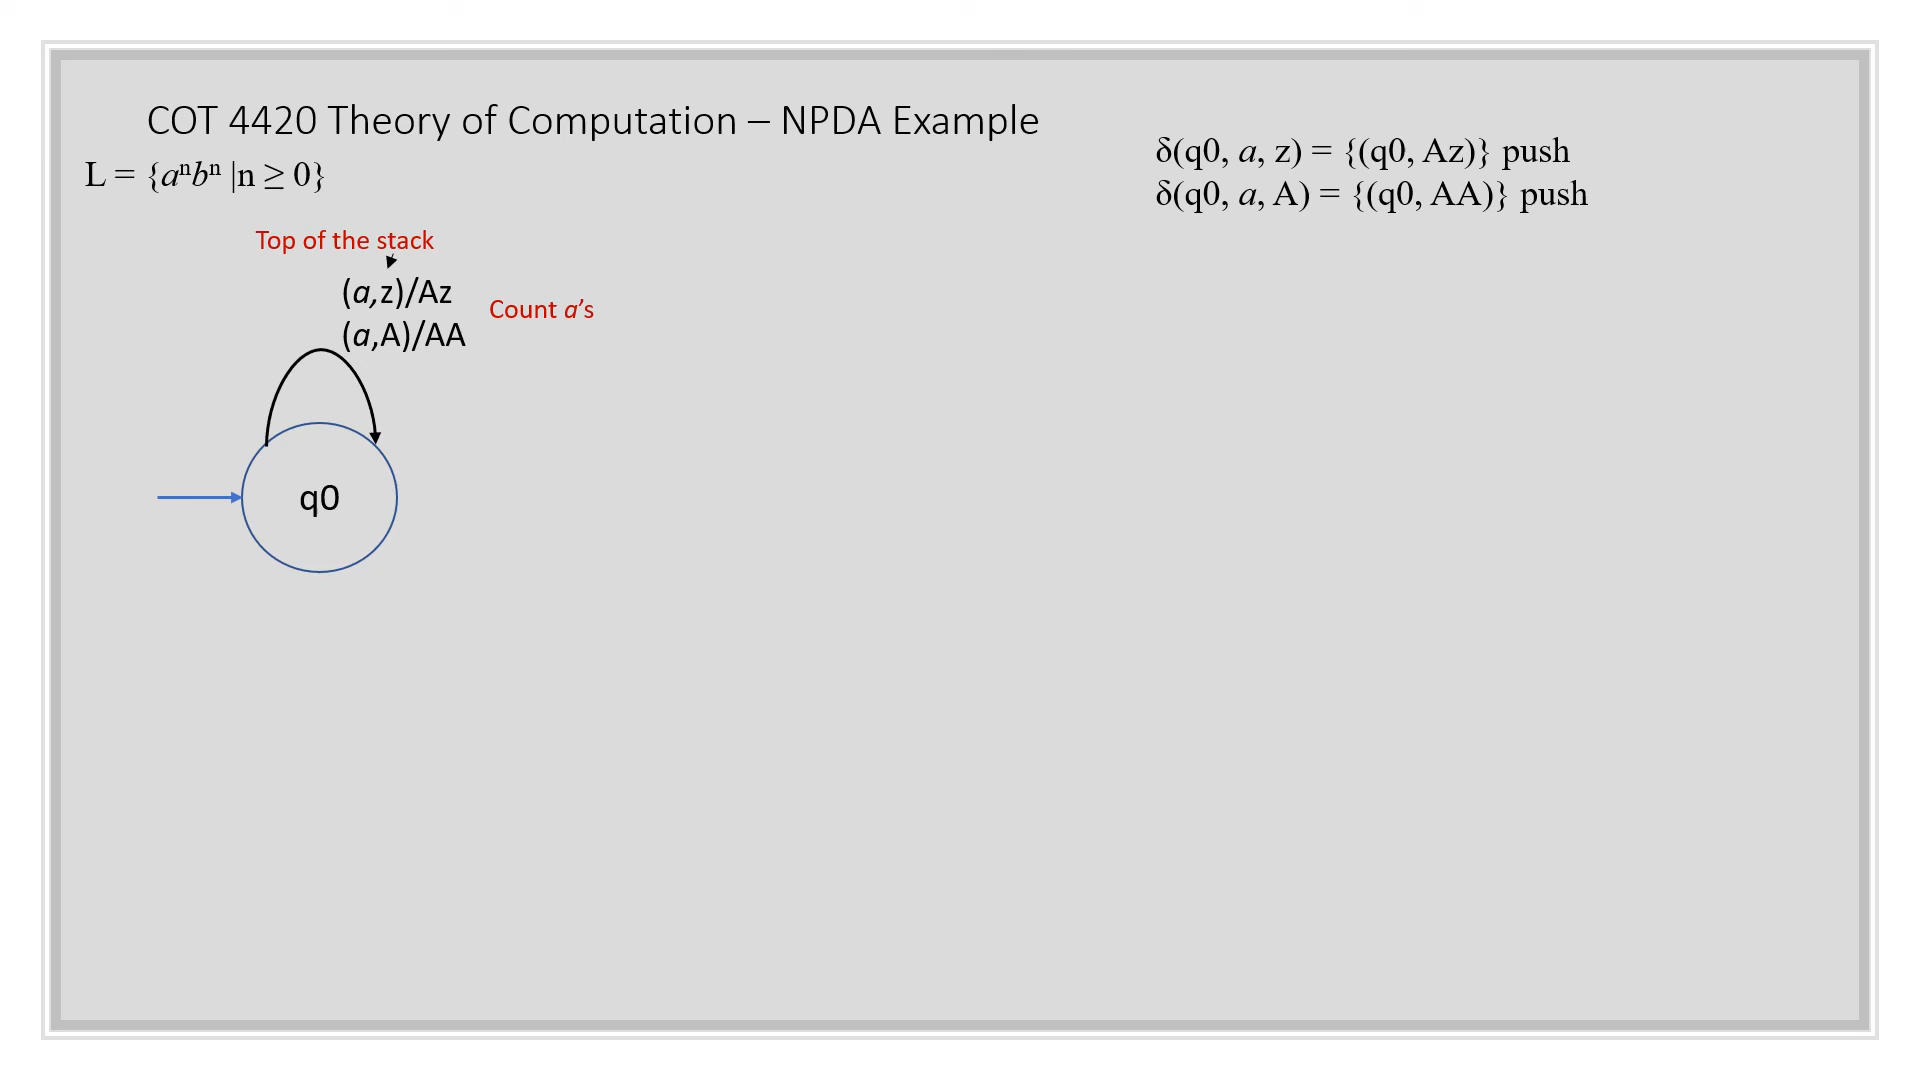 COT 4420 Theory of Computation – NPDA Example
L = {aⁿbⁿ |n ≥ 0}
δ(q0, a, z) = {(q0, Az)} push
δ(q0, a, A) = {(q0, AA)} push
Top of the stack
(a,z)/Az
(a,A)/AA
Count a’s
q0